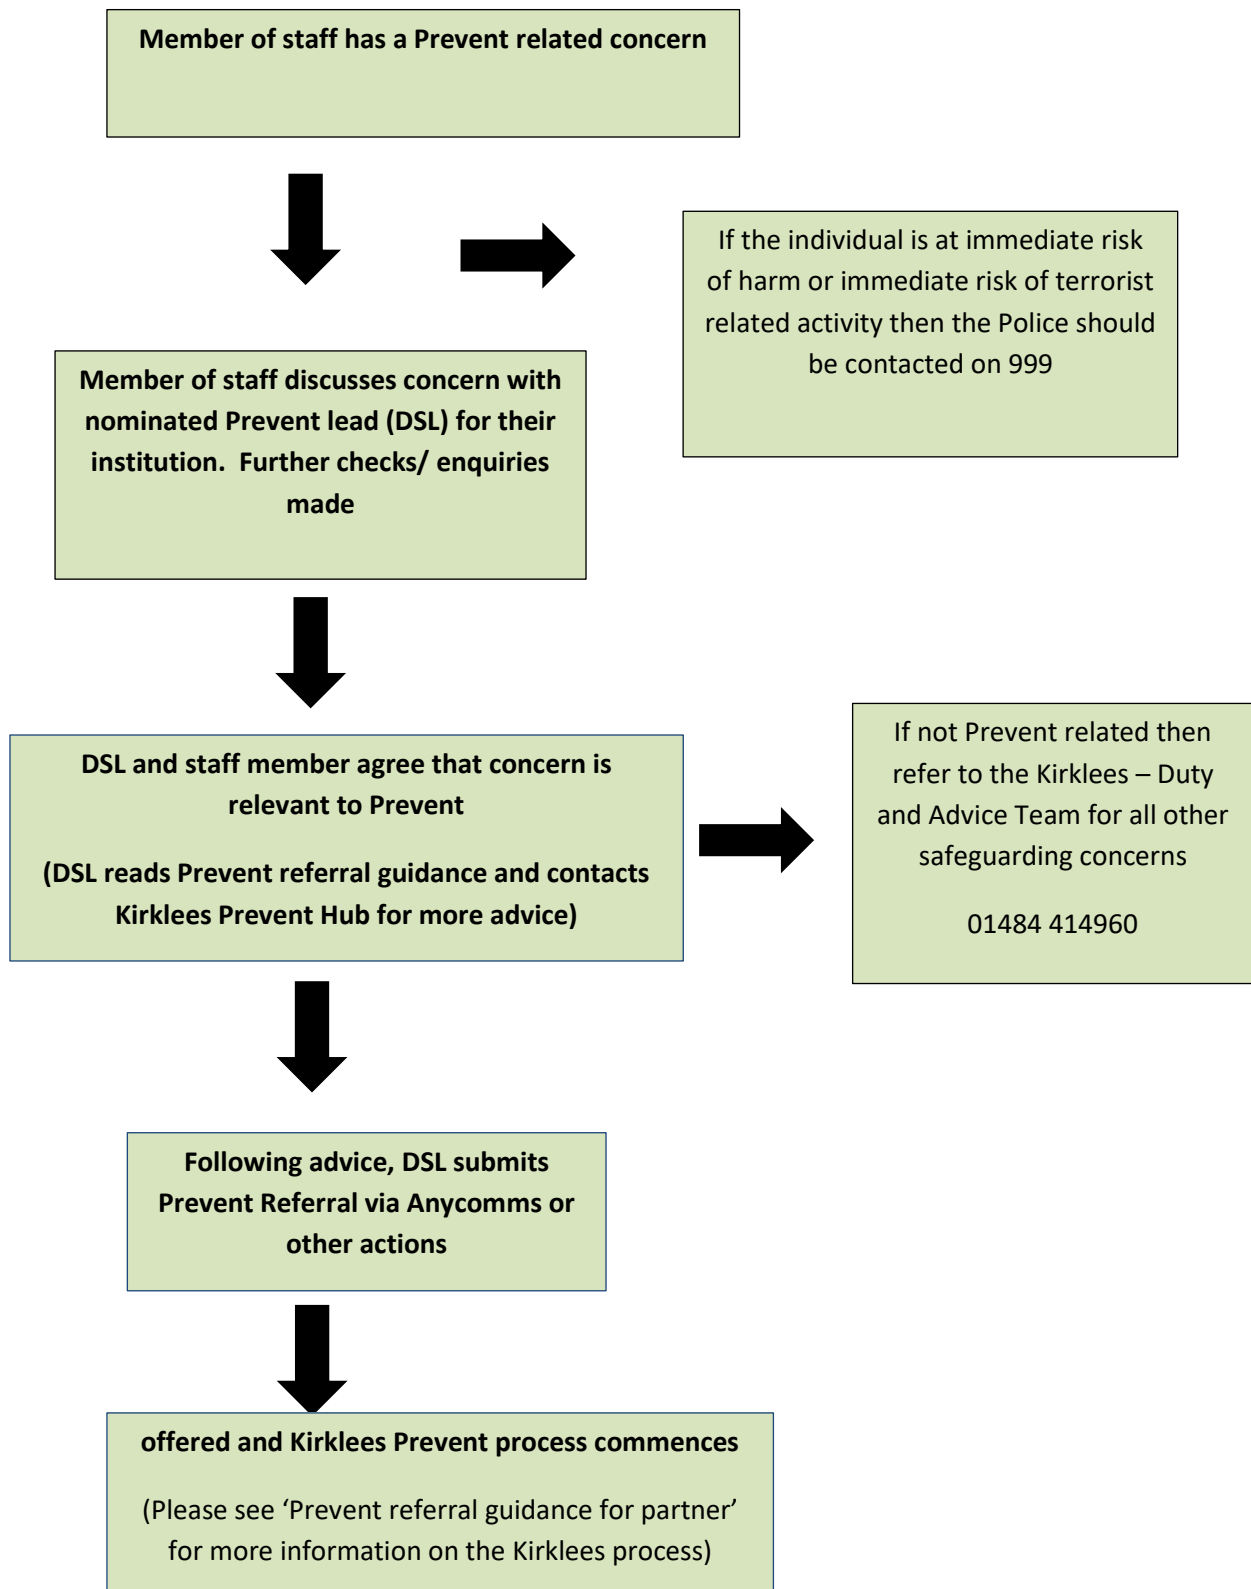 Member of staff has a Prevent related concern
If the individual is at immediate risk
of harm or immediate risk of terrorist
related activity then the Police should
be contacted on 999
Member of staff discusses concern with
nominated Prevent lead (DSL) for their
institution.  Further checks/ enquiries
made
DSL and staff member agree that concern is
relevant to Prevent
(DSL reads Prevent referral guidance and contacts
Kirklees Prevent Hub for more advice)
If not Prevent related then
refer to the Kirklees – Duty
and Advice Team for all other
safeguarding concerns
01484 414960
Following advice, DSL submits
Prevent Referral via Anycomms or
other actions
offered and Kirklees Prevent process commences
(Please see ‘Prevent referral guidance for partner’
for more information on the Kirklees process)